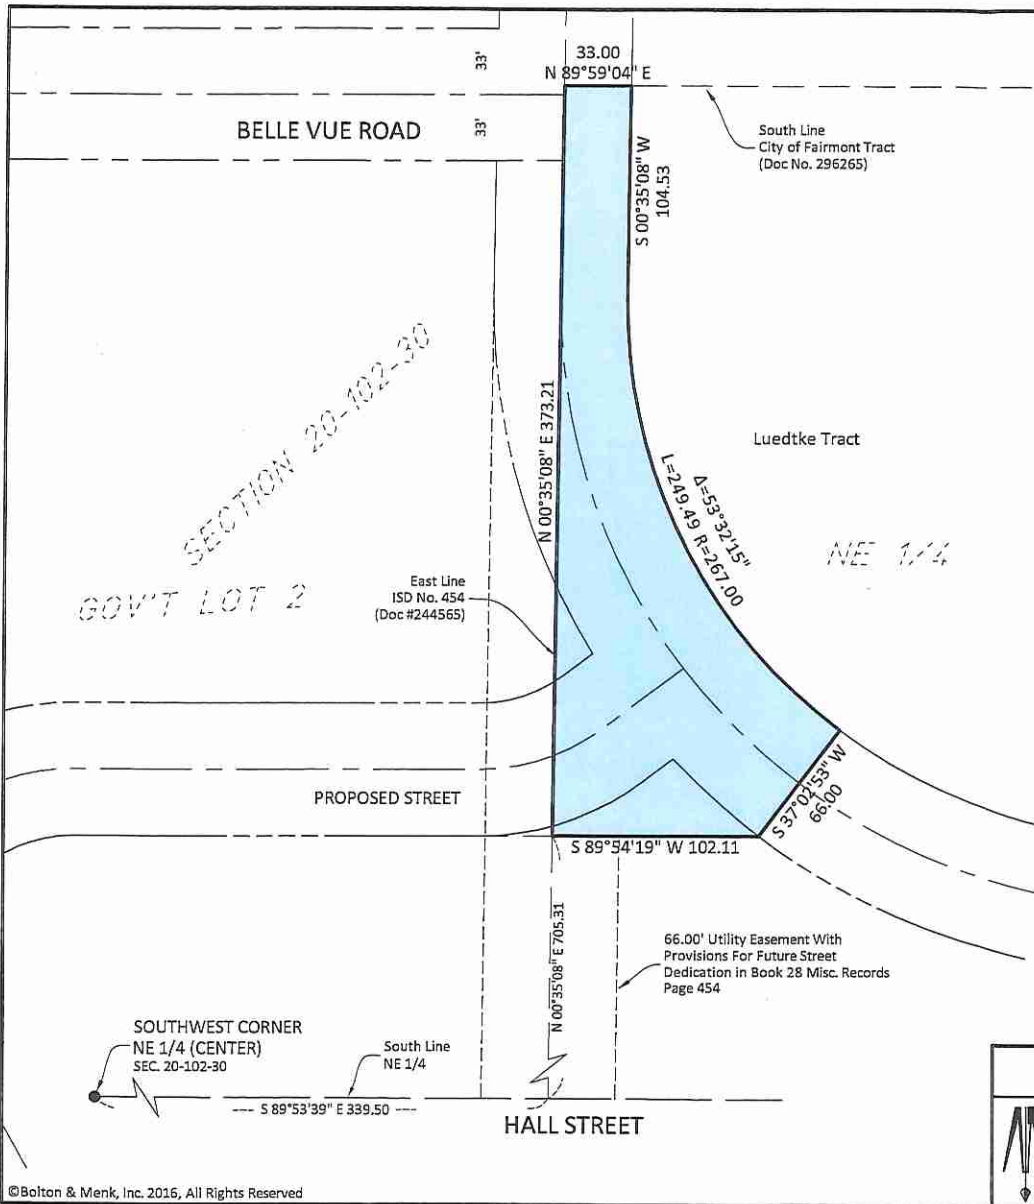 33.00
N 89°59'04" E
33'
33'
BELLE VUE ROAD
South Line
City of Fairmont Tract
(Doc No. 296265)
S 00°35'08" W
104.53
SECTION 20-102-30
GOV'T LOT 2
N 00°35'08" E 373.21
Luedtke Tract
Δ=53°32'15"
L=249.49 R=267.00
NE 1/4
East Line
ISD No. 454
(Doc #244565)
PROPOSED STREET
S 37°02'53" W
66.00
S 89°54'19" W 102.11
N 00°35'08" E 705.31
66.00' Utility Easement With
Provisions For Future Street
Dedication in Book 28 Misc. Records
Page 454
SOUTHWEST CORNER
NE 1/4 (CENTER)
SEC. 20-102-30
South Line
NE 1/4
S 89°53'39" E 339.50
HALL STREET
©Bolton & Menk, Inc. 2016, All Rights Reserved